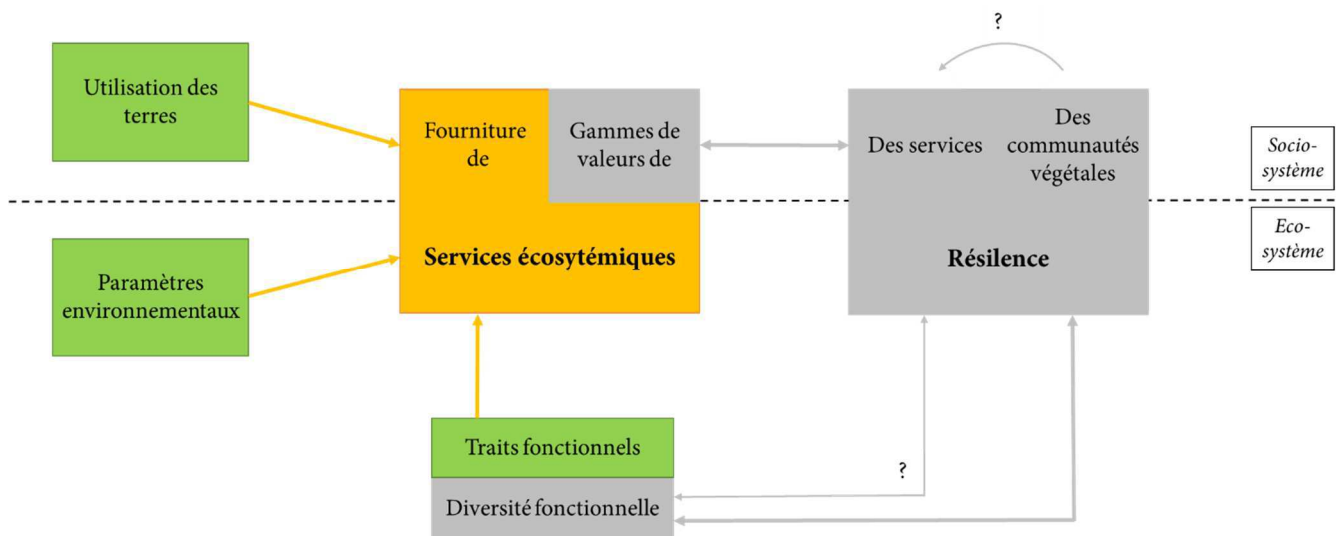 ?
Utilisation des
terres
Fourniture
de
Gammes de
valeurs de
Des services
Des
communautés
végétales
Socio-
système
Eco-
système
Services écosytémiques
Résilence
Paramètres
environnementaux
Traits fonctionnels
?
Diversité fonctionnelle